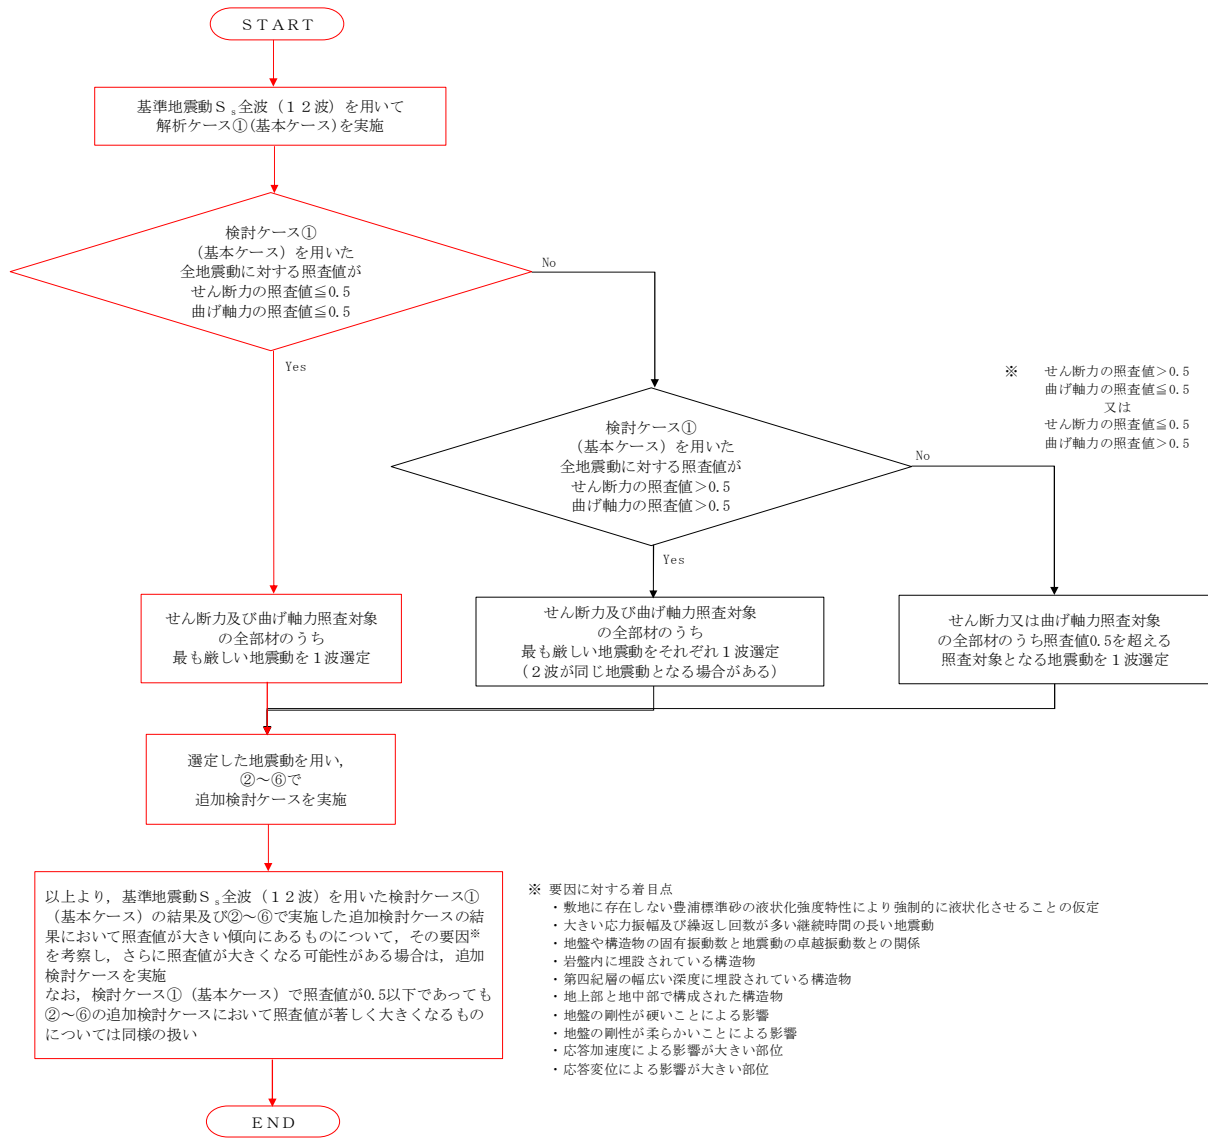 ＳＴＡＲＴ
基準地震動Ｓｓ全波（１２波）を用いて
解析ケース①(基本ケース)を実施
検討ケース①
（基本ケース）を用いた
全地震動に対する照査値が
せん断力の照査値≦0.5
曲げ軸力の照査値≦0.5
No
Yes
※　せん断力の照査値＞0.5
曲げ軸力の照査値≦0.5
又は
せん断力の照査値≦0.5
曲げ軸力の照査値＞0.5
検討ケース①
（基本ケース）を用いた
全地震動に対する照査値が
せん断力の照査値＞0.5
曲げ軸力の照査値＞0.5
No
Yes
せん断力及び曲げ軸力照査対象
の全部材のうち
最も厳しい地震動を１波選定
せん断力及び曲げ軸力照査対象
の全部材のうち
最も厳しい地震動をそれぞれ１波選定
（２波が同じ地震動となる場合がある）
せん断力又は曲げ軸力照査対象
の全部材のうち照査値0.5を超える
照査対象となる地震動を１波選定
選定した地震動を用い，
②～⑥で
追加検討ケースを実施
以上より，基準地震動Ｓｓ全波（１２波）を用いた検討ケース①
（基本ケース）の結果及び②～⑥で実施した追加検討ケースの結
果において照査値が大きい傾向にあるものについて，その要因※
を考察し，さらに照査値が大きくなる可能性がある場合は，追加
検討ケースを実施
なお，検討ケース①（基本ケース）で照査値が0.5以下であっても
②～⑥の追加検討ケースにおいて照査値が著しく大きくなるもの
については同様の扱い
※ 要因に対する着目点
・敷地に存在しない豊浦標準砂の液状化強度特性により強制的に液状化させることの仮定
・大きい応力振幅及び繰返し回数が多い継続時間の長い地震動
・地盤や構造物の固有振動数と地震動の卓越振動数との関係
・岩盤内に埋設されている構造物
・第四紀層の幅広い深度に埋設されている構造物
・地上部と地中部で構成された構造物
・地盤の剛性が硬いことによる影響
・地盤の剛性が柔らかいことによる影響
・応答加速度による影響が大きい部位
・応答変位による影響が大きい部位
ＥＮＤ